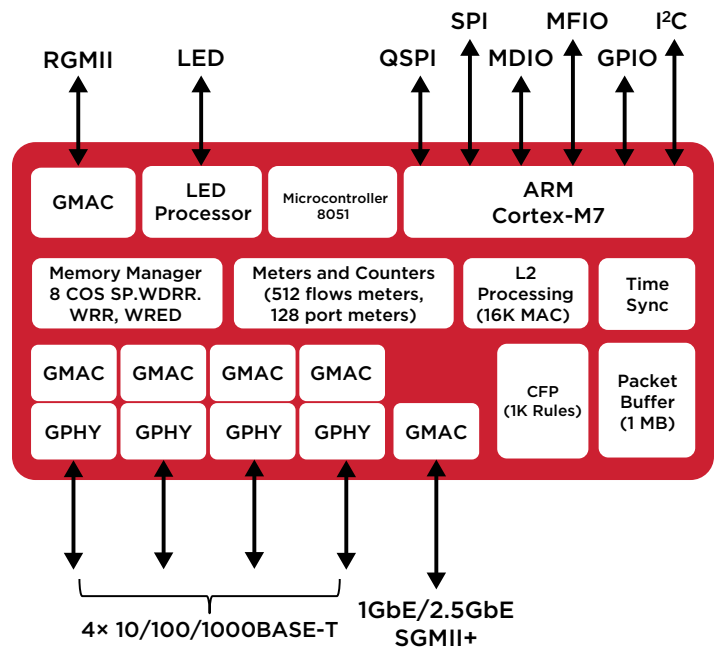 SPI MFIO I²C
RGMII LED QSPI MDIO GPIO
GMAC
LED
Processor
Microcontroller
8051
ARM
Cortex-M7
Memory Manager
8 COS SP.WDRR.
WRR, WRED
Meters and Counters
(512 flows meters,
128 port meters)
L2
Processing
(16K MAC)
Time
Sync
GMAC GMAC GMAC GMAC
GPHY GPHY GPHY GPHY GMAC
CFP
(1K Rules)
Packet
Buffer
(1 MB)
4× 10/100/1000BASE-T
1GbE/2.5GbE
SGMII+